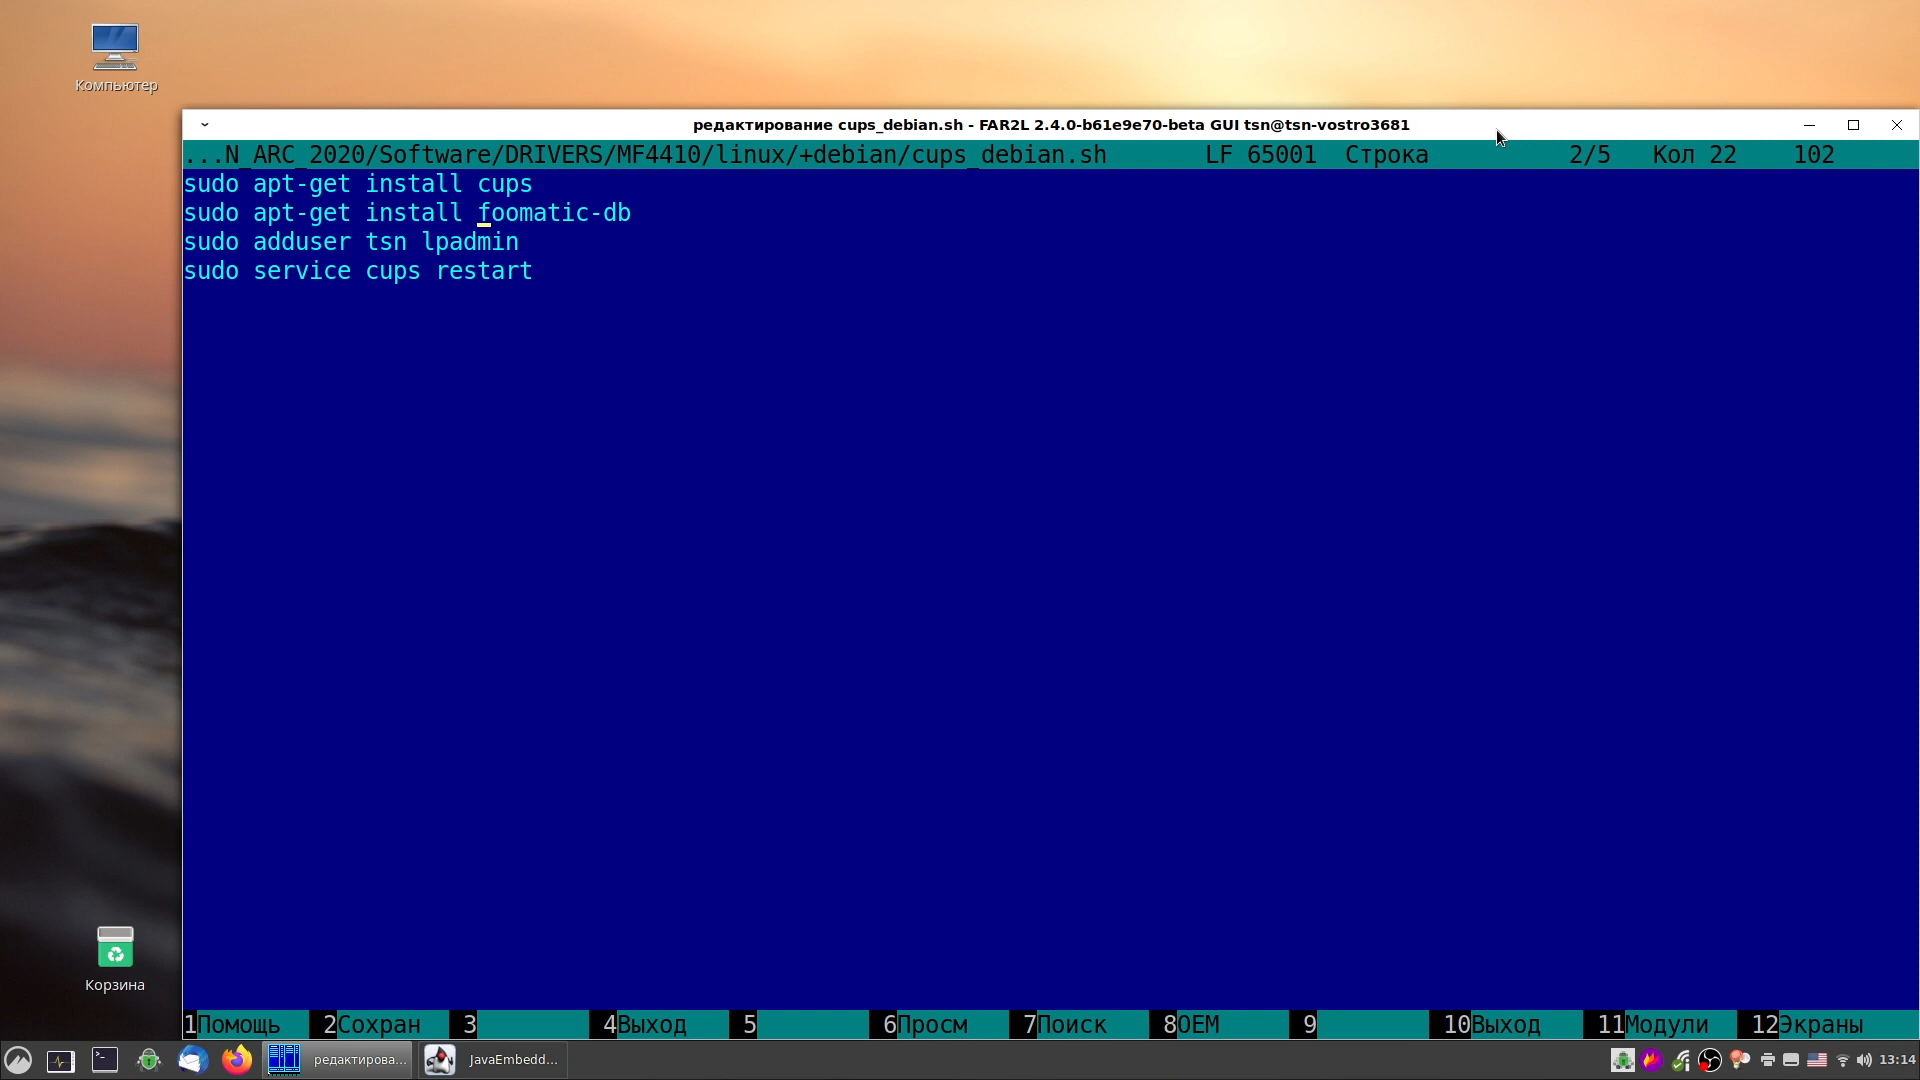 Компьютер
редактирование cups_debian.sh - FAR2L 2.4.0-b61e9e70-beta GUI tsn@tsn-vostro3681
...N_ARC_2020/Software/DRIVERS/MF4410/linux/+debian/cups_debian.sh LF 65001 Строка 2/5 Кол 22 102
sudo apt-get install cups
sudo apt-get install foomatic-db
sudo adduser tsn lpadmin
sudo service cups restart
Корзина
1Помощь 2Сохран 3 4Выход 5 6Просм 7Поиск 8OEM 9 10Выход 11Модули 12Экраны
редактирова... JavaEmbedd... 13:14